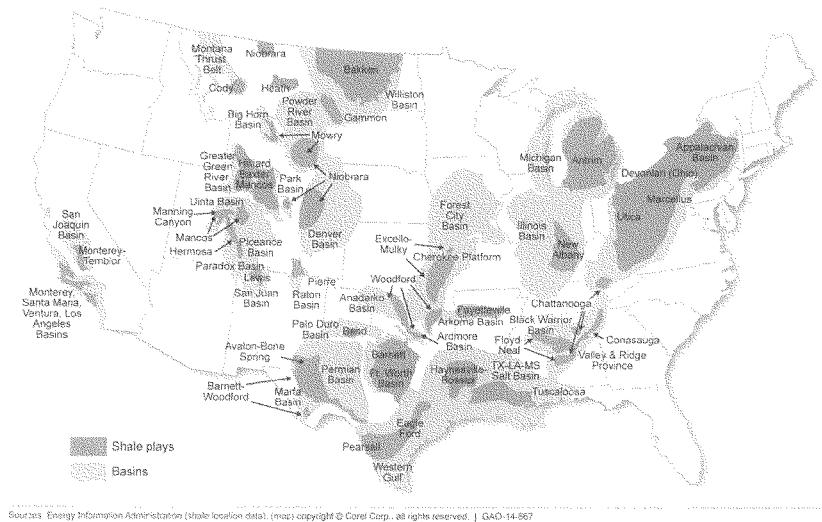 Montana
Thrust
Belt
Niobrara
Bakken
Cody
Heath
Williston
Basin
Powder
River
Basin
Gammon
Big Horn
Basin
Mowry
Greater
Green
River
Basin
Hilliard
Baxter
Mancos
Park
Basin
Niobrara
Michigan
Basin
Antrim
Appalachian
Basin
Devonian (Ohio)
Marcellus
Utica
Uinta Basin
Manning
Canyon
Mancos
Hermosa
Piceance
Basin
Denver
Basin
Forest
City
Basin
Illinois
Basin
New
Albany
San
Joaquin
Basin
Monterey-
Temblor
Excello-
Mulky
Cherokee Platform
Paradox Basin
Lewis
San Juan
Basin
Pierre
Raton
Basin
Woodford
Anadarko
Basin
Monterey,
Santa Maria,
Ventura, Los
Angeles
Basins
Fayetteville
Arkoma Basin
Chattanooga
Black Warrior
Basin
Palo Duro
Basin
Bend
Ardmore
Basin
Floyd
Neal
Conasauga
Valley & Ridge
Province
Avalon-Bone
Spring
Permian
Basin
Barnett
Ft. Worth
Basin
Haynesville-
Bossier
TX-LA-MS
Salt Basin
Tuscaloosa
Barnett-
Woodford
Marfa
Basin
Eagle
Ford
Pearsall
Western
Gulf
Shale plays
Basins
Sources: Energy Information Administration (shale location data); (map) copyright © Corel Corp., all rights reserved. | GAO-14-667